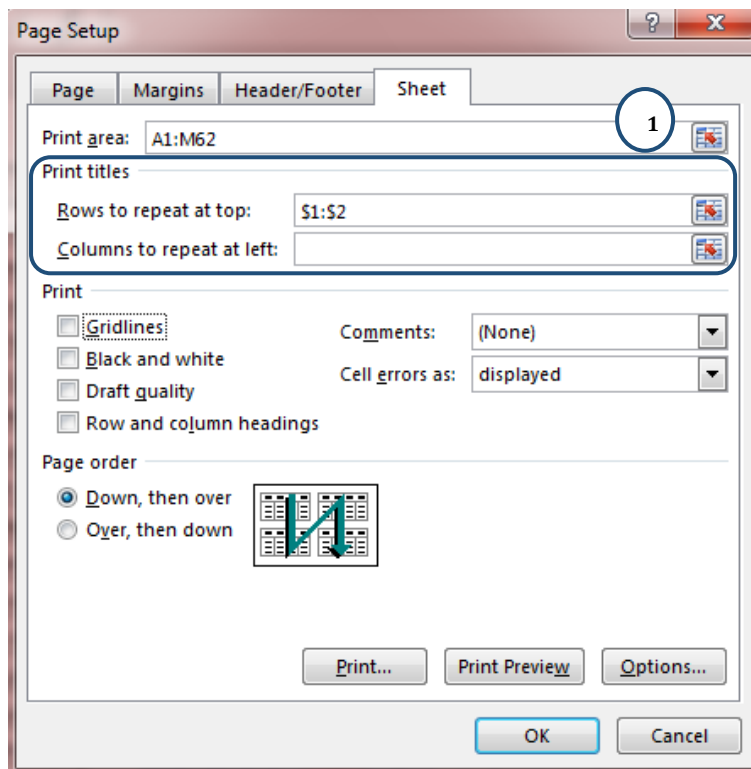 Page Setup
Page Margins Header/Footer Sheet
1
Print area: A1:M62
Print titles
Rows to repeat at top: $1:$2
Columns to repeat at left:
Print
Gridlines
Comments: (None)
Black and white
Cell errors as: displayed
Draft quality
Row and column headings
Page order
Down, then over
Over, then down
Print... Print Preview Options...
OK Cancel